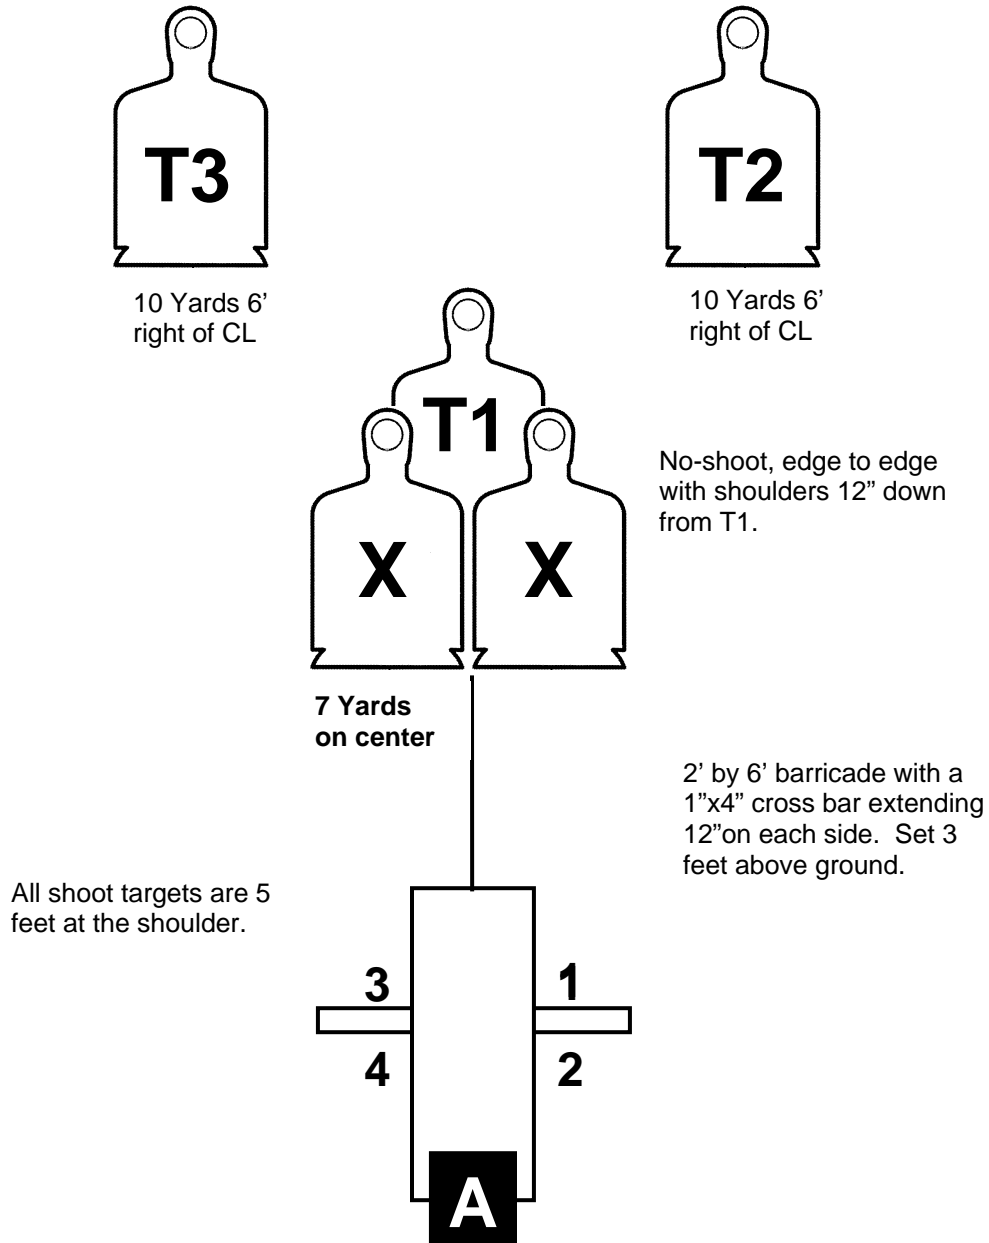 T3
T2
10 Yards 6’
right of CL
10 Yards 6’
right of CL
T1
No-shoot, edge to edge
with shoulders 12” down
from T1.
X
X
7 Yards
on center
2’ by 6’ barricade with a
1”x4” cross bar extending
12”on each side.  Set 3
feet above ground.
All shoot targets are 5
feet at the shoulder.
3
1
4
2
A